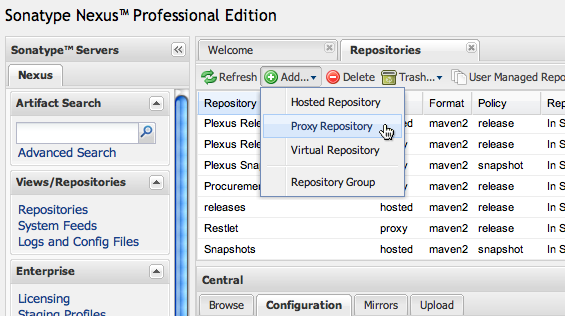 Sonatype Nexus™ Professional Edition
Sonatype™ Servers
Nexus
Artifact Search
Advanced Search
Views/Repositories
Repositories
System Feeds
Logs and Config Files
Enterprise
Licensing
Staging Profiles
Welcome
Repositories
Refresh Add... Delete Trash... User Managed Repo
Repository Format Policy Rep
Hosted Repository
Proxy Repository
Virtual Repository
Repository Group
Plexus Rele maven2 release In S
Plexus Rele maven2 release In S
Plexus Sna maven2 snapshot In S
Procurement maven2 release In S
releases hosted maven2 release In S
Restlet proxy maven2 release In S
Snapshots hosted maven2 snapshot In S
Central
Browse Configuration Mirrors Upload